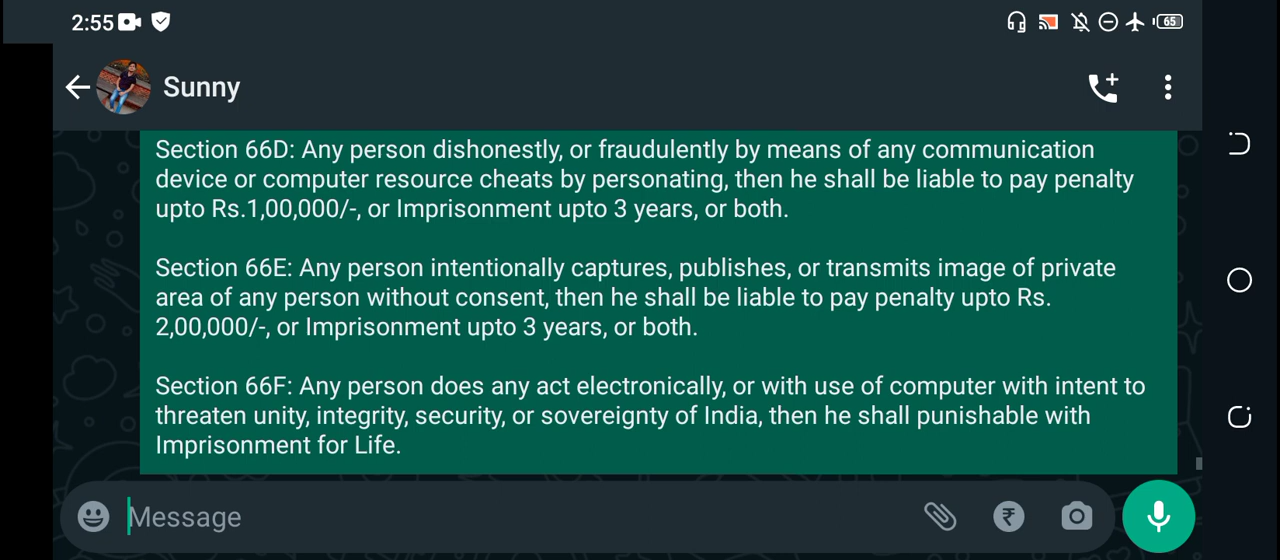 2:55
65
Sunny
Section 66D: Any person dishonestly, or fraudulently by means of any communication
device or computer resource cheats by personating, then he shall be liable to pay penalty
upto Rs.1,00,000/-, or Imprisonment upto 3 years, or both.
Section 66E: Any person intentionally captures, publishes, or transmits image of private
area of any person without consent, then he shall be liable to pay penalty upto Rs.
2,00,000/-, or Imprisonment upto 3 years, or both.
Section 66F: Any person does any act electronically, or with use of computer with intent to
threaten unity, integrity, security, or sovereignty of India, then he shall punishable with
Imprisonment for Life.
Message